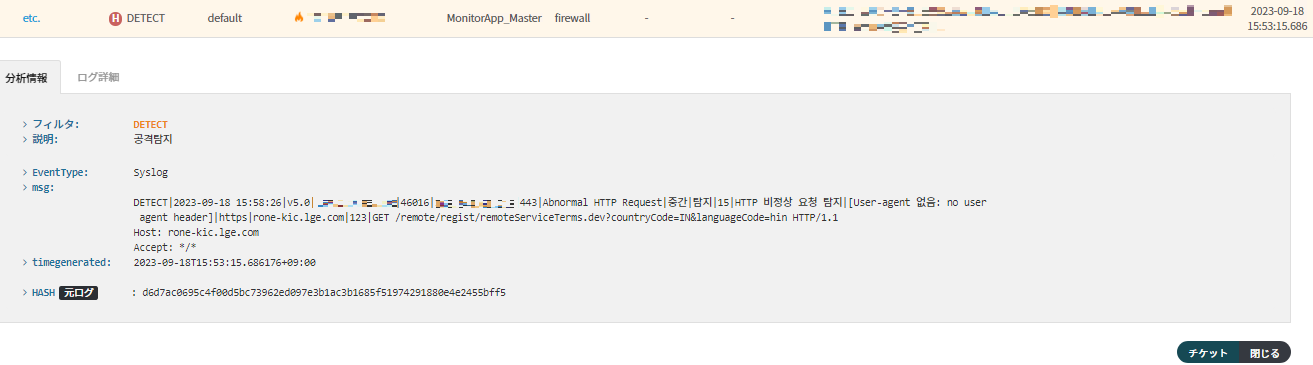 etc.
H DETECT default MonitorApp_Master firewall - - 2023-09-18
15:53:15.686
分析情報 ログ詳細
フィルタ: DETECT
説明: 공격탐지
EventType: Syslog
msg:
DETECT|2023-09-18 15:58:26|v5.0| |46016| 443|Abnormal HTTP Request|중간|탐지|15|HTTP 비정상 요청 탐지|[User-agent 없음: no user
agent header]|https|rone-kic.lge.com|123|GET /remote/regist/remoteServiceTerms.dev?countryCode=IN&languageCode=hin HTTP/1.1
Host: rone-kic.lge.com
Accept: */*
timegenerated: 2023-09-18T15:53:15.686176+09:00
HASH 元ログ : d6d7ac0695c4f00d5bc73962ed097e3b1ac3b1685f51974291880e4e2455bff5
チケット 閉じる